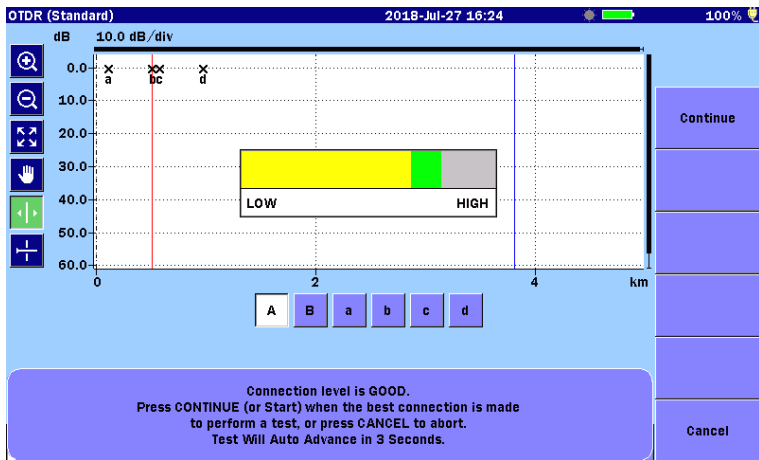 OTDR (Standard) 2018-Jul-27 16:24 100%
dB 10.0 dB/div
0.0
a b c d
10.0
20.0
30.0
40.0
50.0
60.0
LOW HIGH
0 2 4 km
A B a b c d
Continue
Connection level is GOOD.
Press CONTINUE (or Start) when the best connection is made
to perform a test, or press CANCEL to abort.
Test Will Auto Advance in 3 Seconds.
Cancel